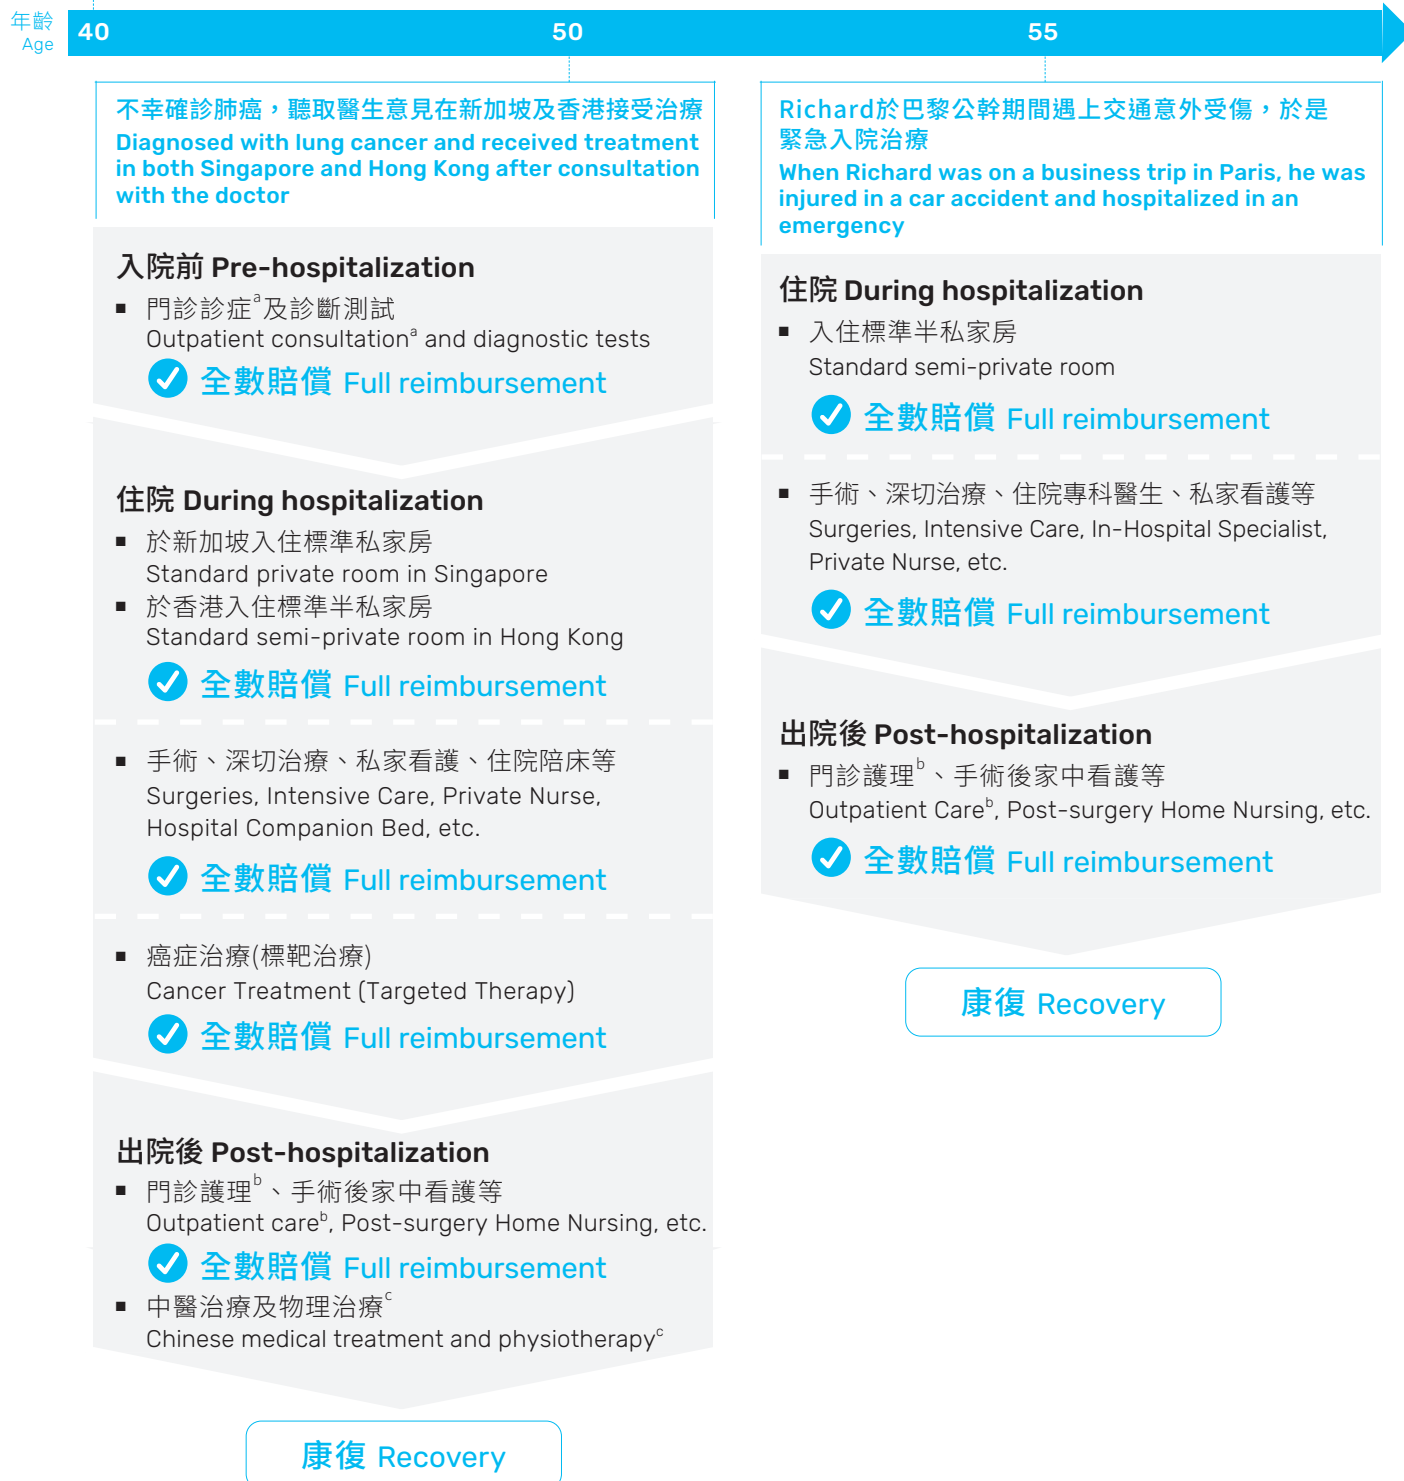 年齡
Age
40
50
55
不幸確診肺癌，聽取醫生意見在新加坡及香港接受治療
Diagnosed with lung cancer and received treatment
in both Singapore and Hong Kong after consultation
with the doctor
入院前 Pre-hospitalization
■ 門診診症ᵃ及診斷測試
Outpatient consultationᵃ and diagnostic tests
全數賠償 Full reimbursement
住院 During hospitalization
■ 於新加坡入住標準私家房
Standard private room in Singapore
■ 於香港入住標準半私家房
Standard semi-private room in Hong Kong
全數賠償 Full reimbursement
■ 手術、深切治療、私家看護、住院陪床等
Surgeries, Intensive Care, Private Nurse,
Hospital Companion Bed, etc.
全數賠償 Full reimbursement
■ 癌症治療(標靶治療)
Cancer Treatment (Targeted Therapy)
全數賠償 Full reimbursement
出院後 Post-hospitalization
■ 門診護理ᵇ、手術後家中看護等
Outpatient careᵇ, Post-surgery Home Nursing, etc.
全數賠償 Full reimbursement
■ 中醫治療及物理治療ᶜ
Chinese medical treatment and physiotherapyᶜ
康復 Recovery
Richard於巴黎公幹期間遇上交通意外受傷，於是
緊急入院治療
When Richard was on a business trip in Paris, he was
injured in a car accident and hospitalized in an
emergency
住院 During hospitalization
■ 入住標準半私家房
Standard semi-private room
全數賠償 Full reimbursement
■ 手術、深切治療、住院專科醫生、私家看護等
Surgeries, Intensive Care, In-Hospital Specialist,
Private Nurse, etc.
全數賠償 Full reimbursement
出院後 Post-hospitalization
■ 門診護理ᵇ、手術後家中看護等
Outpatient Careᵇ, Post-surgery Home Nursing, etc.
全數賠償 Full reimbursement
康復 Recovery